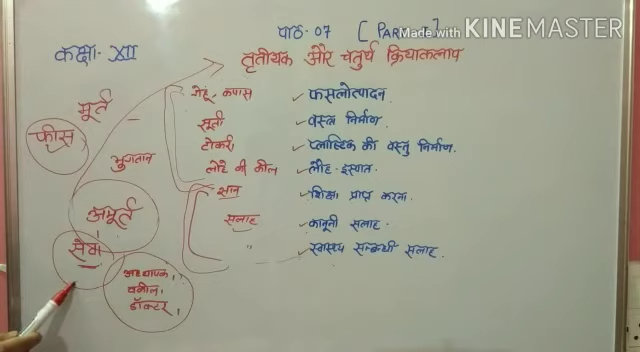 पाठ-07 [Part-
Made with KINEMASTER
कक्षा- XII
तृतीयक और चतुर्थ क्रियाकलाप
मूर्त
गेहूं, कपास
फसलोत्पादन
फीस
सूती
वस्त्र निर्माण
टोकरी
प्लास्टिक की वस्तु निर्माण.
भुगतान
लोहे की कील
लौह-इस्पात
ज्ञान
शिक्षा प्राप्त करना.
अमूर्त
सलाह
कानूनी सलाह.
सेवा
"
स्वास्थ्य सम्बन्धी सलाह.
अध्यापक,
वकील,
डॉक्टर,